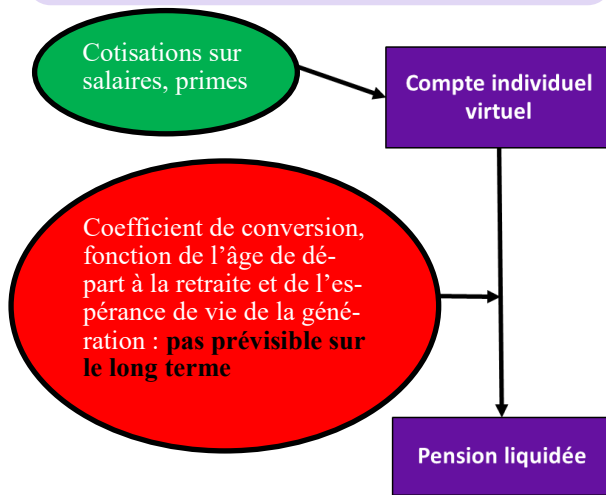 Cotisations sur
salaires, primes
Compte individuel
virtuel
Coefficient de conversion,
fonction de l’âge de dé-
part à la retraite et de l’es-
pérance de vie de la géné-
ration : pas prévisible sur
le long terme
Pension liquidée